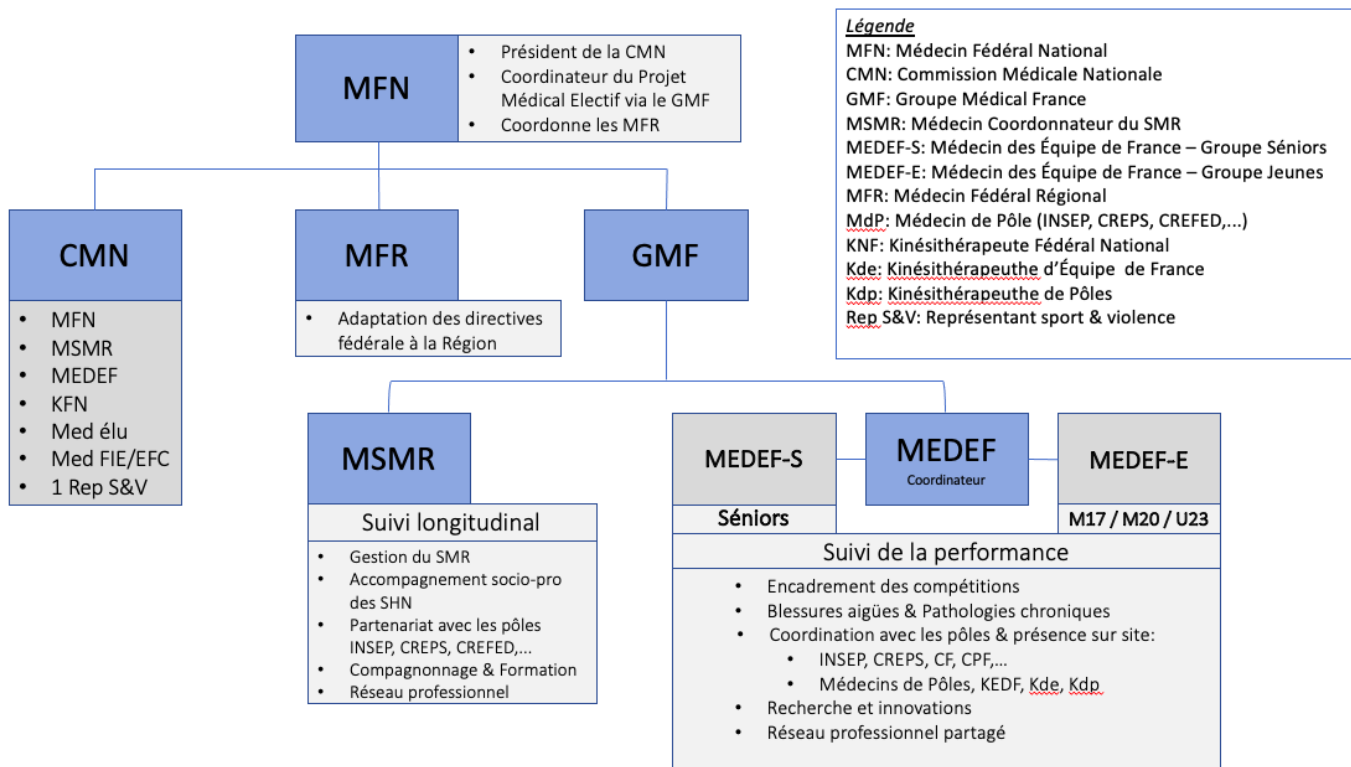 MFN
• Président de la CMN
• Coordinateur du Projet
Médical Electif via le GMF
• Coordonne les MFR
Légende
MFN: Médecin Fédéral National
CMN: Commission Médicale Nationale
GMF: Groupe Médical France
MSMR: Médecin Coordonnateur du SMR
MEDEF-S: Médecin des Équipe de France – Groupe Séniors
MEDEF-E: Médecin des Équipe de France – Groupe Jeunes
MFR: Médecin Fédéral Régional
MdP: Médecin de Pôle (INSEP, CREPS, CREFED,...)
KNF: Kinésithérapeute Fédéral National
Kde: Kinésithérapeuthe d'Équipe de France
Kdp: Kinésithérapeuthe de Pôles
Rep S&V: Représentant sport & violence
CMN
• MFN
• MSMR
• MEDEF
• KFN
• Med élu
• Med FIE/EFC
• 1 Rep S&V
MFR
• Adaptation des directives
fédérale à la Région
GMF
MSMR
Suivi longitudinal
• Gestion du SMR
• Accompagnement socio-pro
des SHN
• Partenariat avec les pôles
INSEP, CREPS, CREFED,...
• Compagnonnage & Formation
• Réseau professionnel
MEDEF-S
Séniors
MEDEF
Coordinateur
MEDEF-E
M17 / M20 / U23
Suivi de la performance
• Encadrement des compétitions
• Blessures aigües & Pathologies chroniques
• Coordination avec les pôles & présence sur site:
• INSEP, CREPS, CF, CPF,...
• Médecins de Pôles, KEDF, Kde, Kdp
• Recherche et innovations
• Réseau professionnel partagé